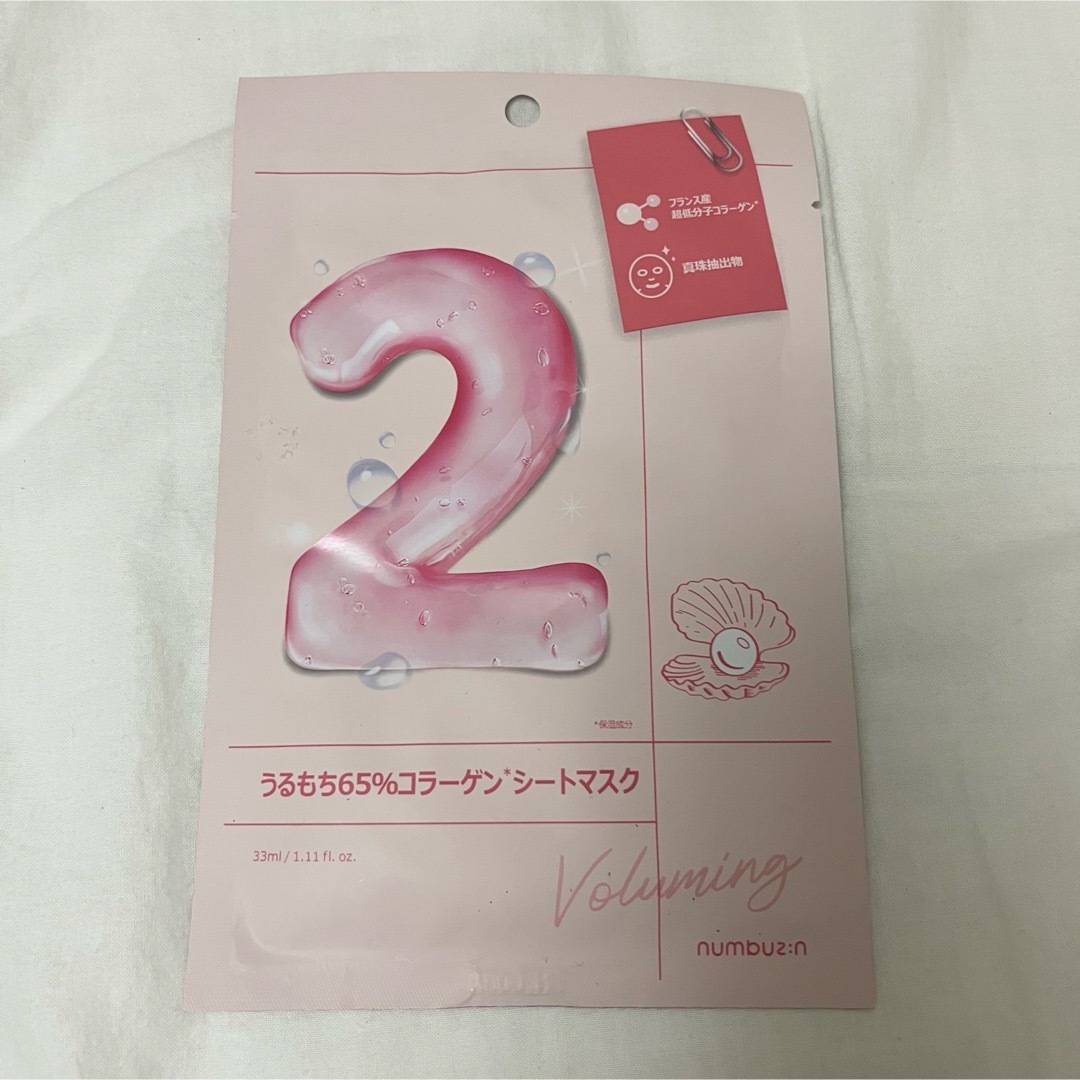 フランス産
超低分子コラーゲン*
真珠抽出物
2
*保湿成分
うるもち65%コラーゲン*シートマスク
33ml / 1.11 fl. oz.
Voluming
numbuz:n